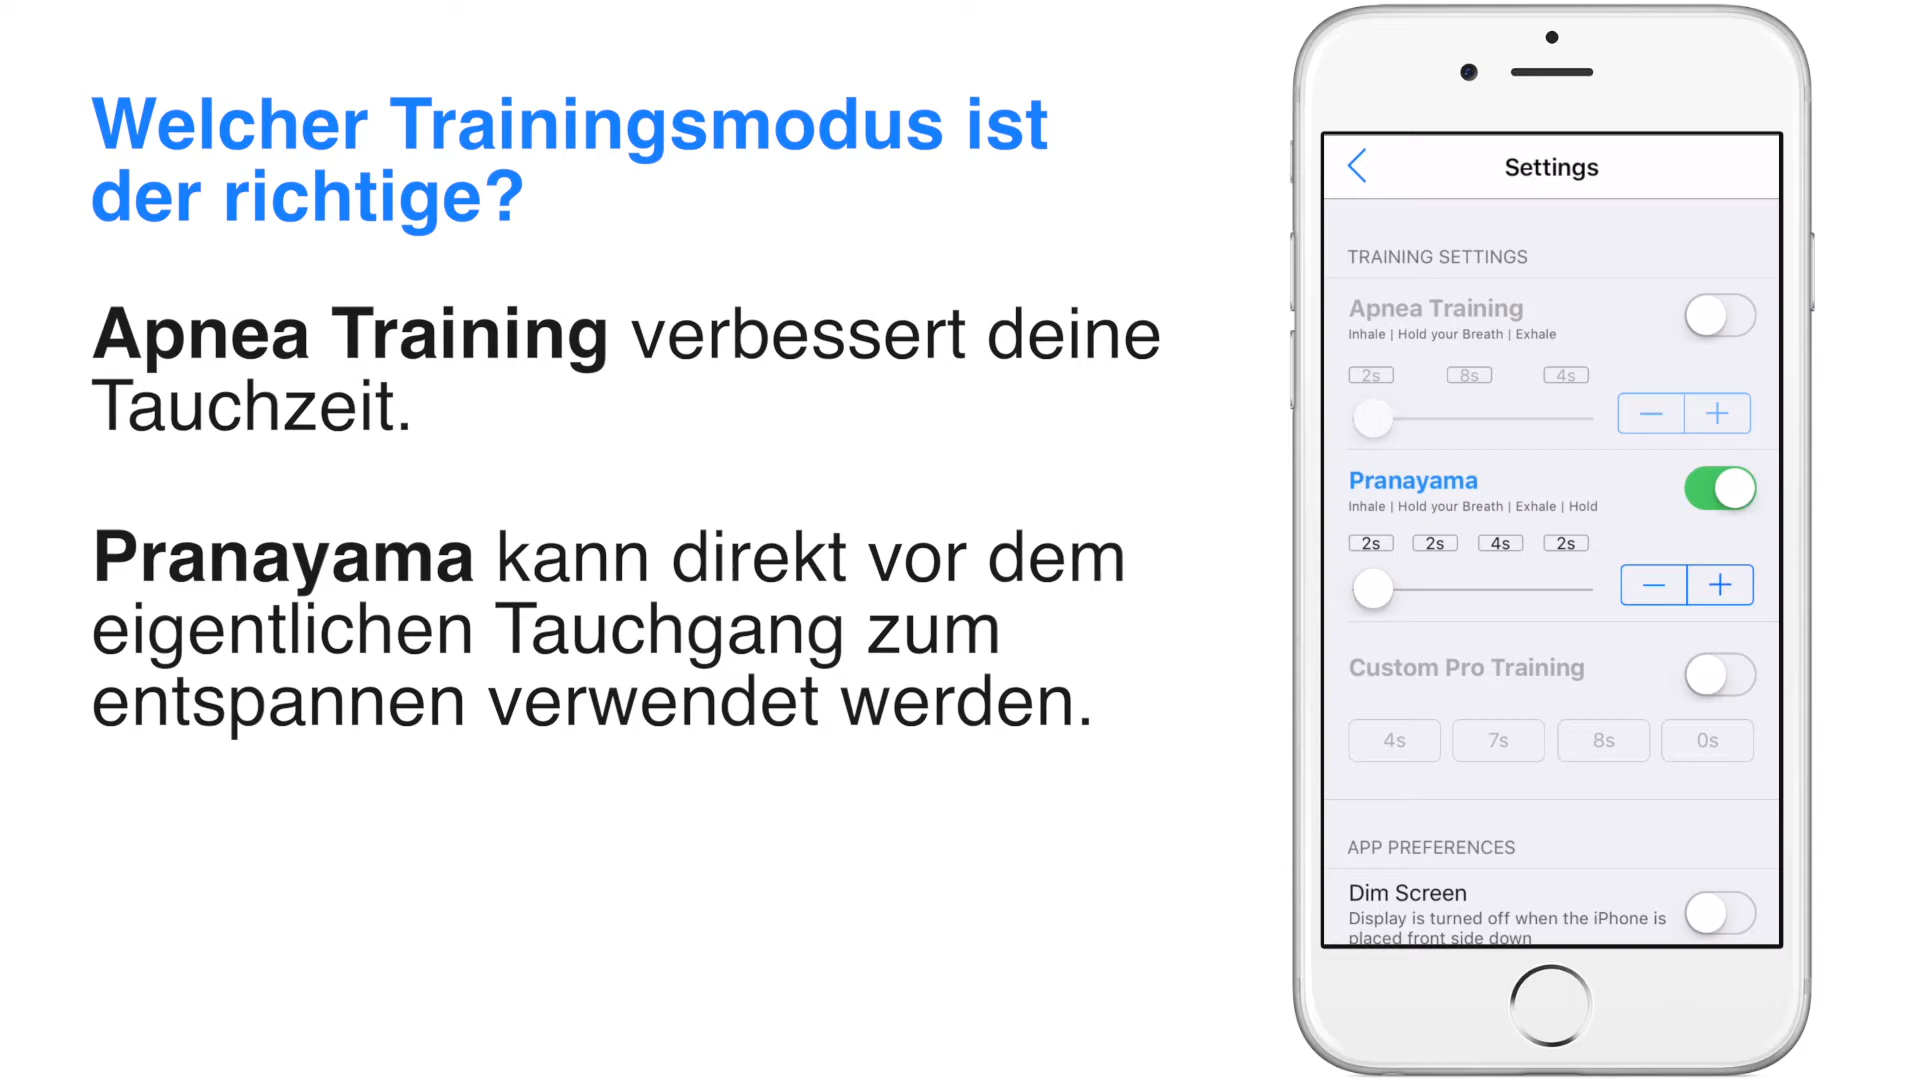 Welcher Trainingsmodus ist
der richtige?
Apnea Training verbessert deine
Tauchzeit.
Pranayama kann direkt vor dem
eigentlichen Tauchgang zum
entspannen verwendet werden.
Settings
TRAINING SETTINGS
Apnea Training
Inhale | Hold your Breath | Exhale
2s 8s 4s
Pranayama
Inhale | Hold your Breath | Exhale | Hold
2s 2s 4s 2s
Custom Pro Training
4s 7s 8s 0s
APP PREFERENCES
Dim Screen
Display is turned off when the iPhone is
placed front side down